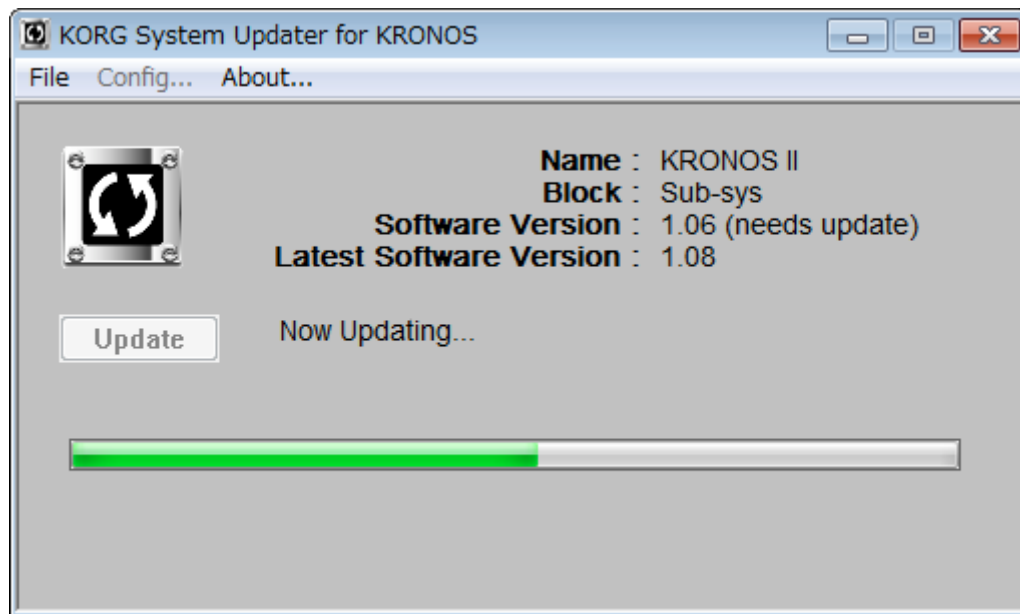 KORG System Updater for KRONOS
File Config... About...
Name : KRONOS II
Block : Sub-sys
Software Version : 1.06 (needs update)
Latest Software Version : 1.08
Update Now Updating...